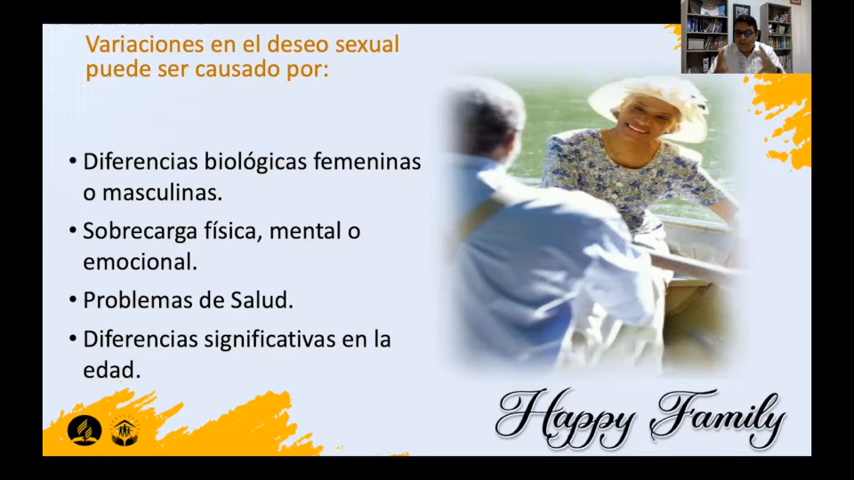 Variaciones en el deseo sexual
puede ser causado por:
• Diferencias biológicas femeninas
o masculinas.
• Sobrecarga física, mental o
emocional.
• Problemas de Salud.
• Diferencias significativas en la
edad.
Happy Family